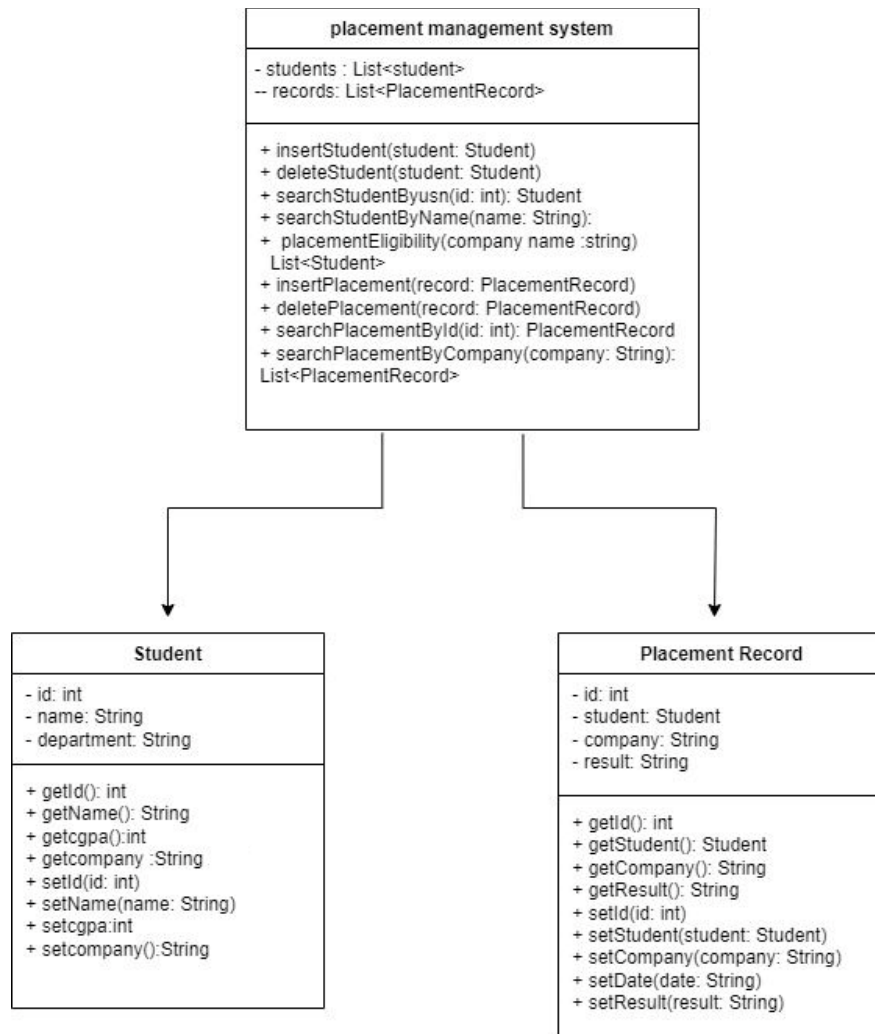 placement management system
- students : List<student>
-- records: List<PlacementRecord>
+ insertStudent(student: Student)
+ deleteStudent(student: Student)
+ searchStudentByusn(id: int): Student
+ searchStudentByName(name: String):
+ placementEligibility(company name :string)
List<Student>
+ insertPlacement(record: PlacementRecord)
+ deletePlacement(record: PlacementRecord)
+ searchPlacementById(id: int): PlacementRecord
+ searchPlacementByCompany(company: String):
List<PlacementRecord>
Student
- id: int
- name: String
- department: String
+ getId(): int
+ getName(): String
+ getcgpa():int
+ getcompany :String
+ setId(id: int)
+ setName(name: String)
+ setcgpa:int
+ setcompany():String
Placement Record
- id: int
- student: Student
- company: String
- result: String
+ getId(): int
+ getStudent(): Student
+ getCompany(): String
+ getResult(): String
+ setId(id: int)
+ setStudent(student: Student)
+ setCompany(company: String)
+ setDate(date: String)
+ setResult(result: String)